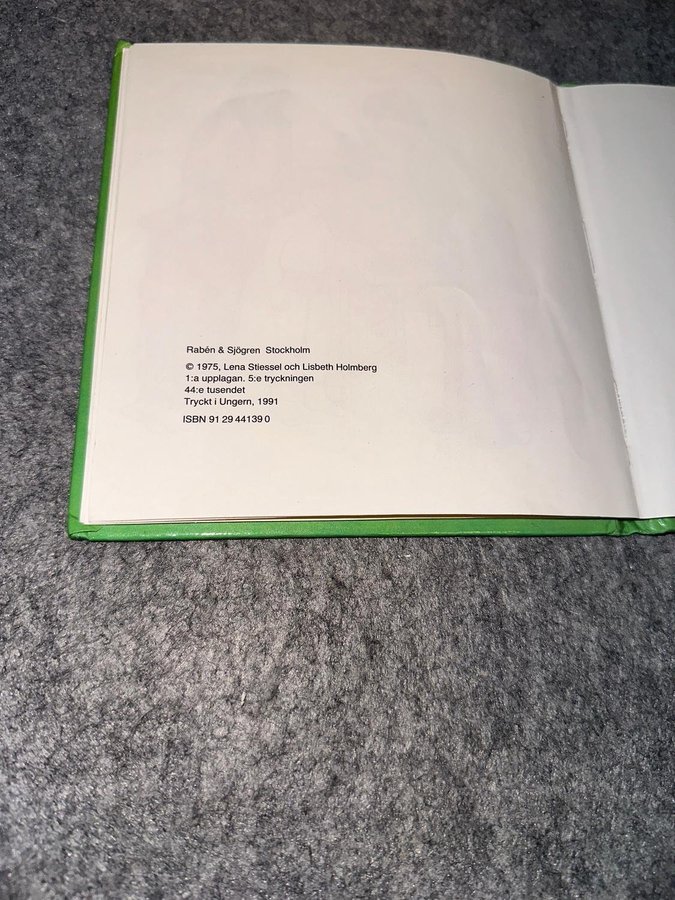 Rabén & Sjögren Stockholm
© 1975, Lena Stiessel och Lisbeth Holmberg
1:a upplagan. 5:e tryckningen
44:e tusendet
Tryckt i Ungern, 1991
ISBN 91 29 44139 0